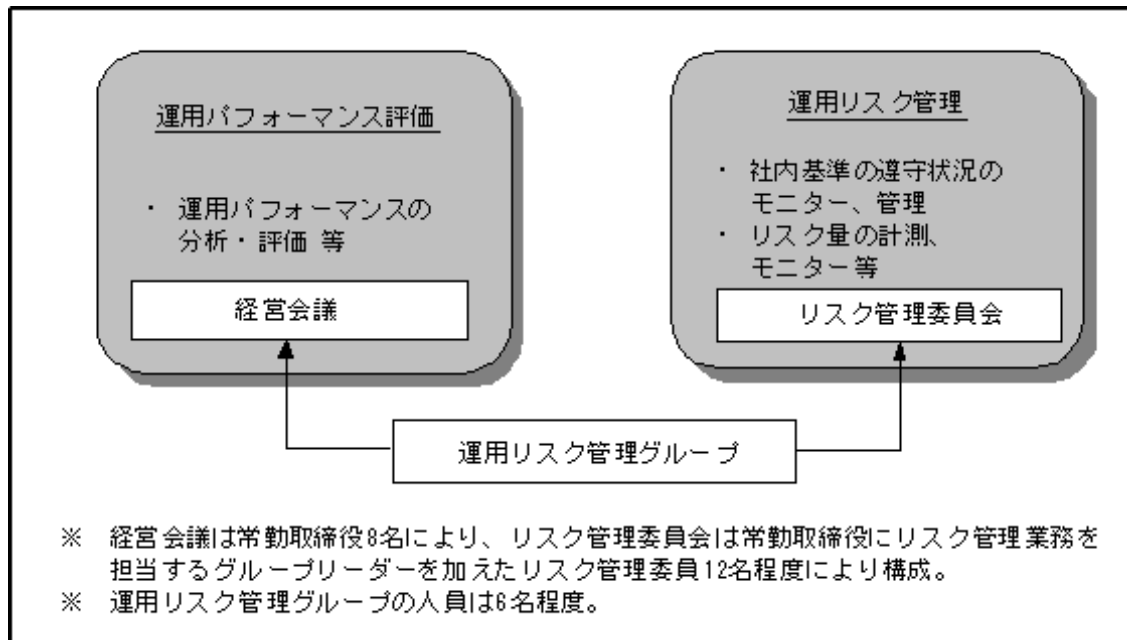 運用パフォーマンス評価
・ 運用パフォーマンスの
分析・評価 等
経営会議
運用リスク管理
・ 社内基準の遵守状況の
モニター、管理
・ リスク量の計測、
モニター等
リスク管理委員会
運用リスク管理グループ
※ 経営会議は常勤取締役8名により、リスク管理委員会は常勤取締役にリスク管理業務を
担当するグループリーダーを加えたリスク管理委員12名程度により構成。
※ 運用リスク管理グループの人員は6名程度。